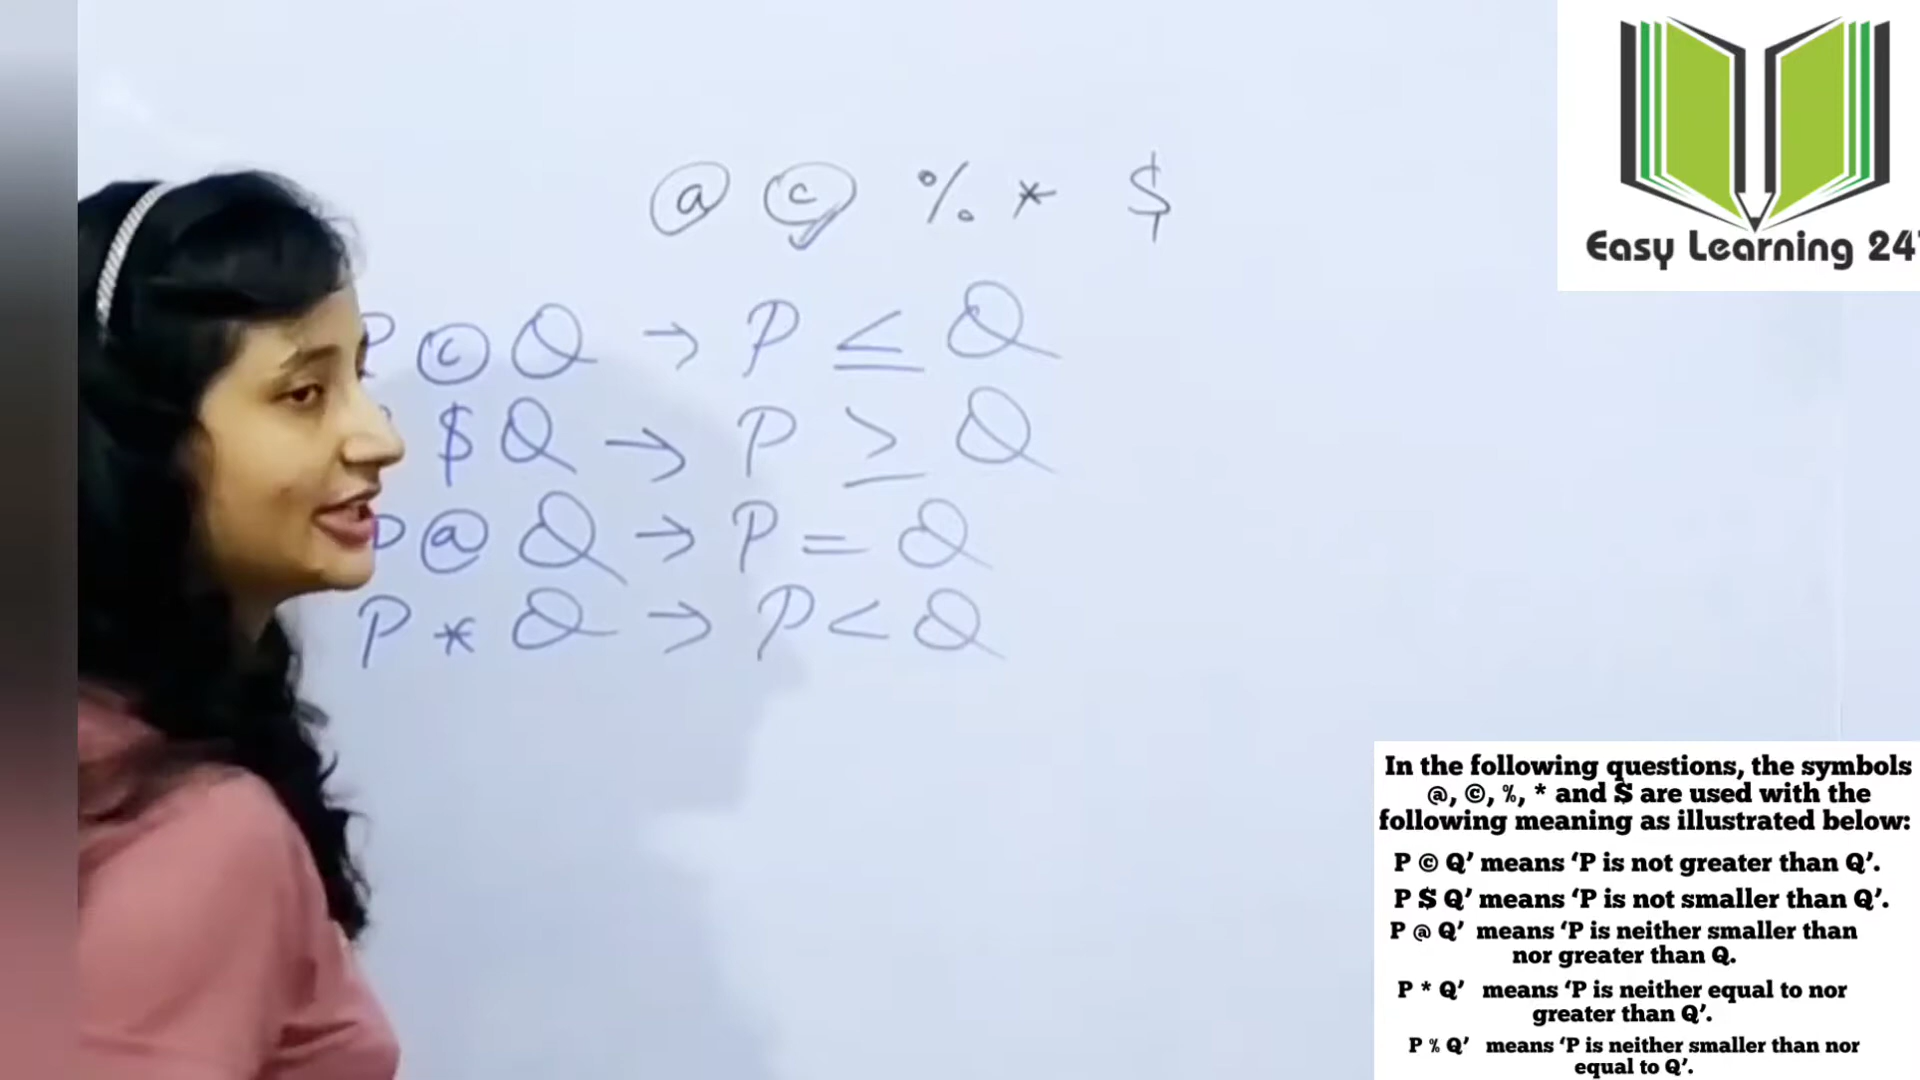 Easy Learning 24
@ © % * $
P © Q → P ≤ Q
$ Q → P ≥ Q
P @ Q → P = Q
P * Q → P < Q
In the following questions, the symbols
@, ©, %, * and $ are used with the
following meaning as illustrated below:
P © Q’ means ‘P is not greater than Q’.
P $ Q’ means ‘P is not smaller than Q’.
P @ Q’ means ‘P is neither smaller than
nor greater than Q.
P * Q’ means ‘P is neither equal to nor
greater than Q’.
P % Q’ means ‘P is neither smaller than nor
equal to Q’.